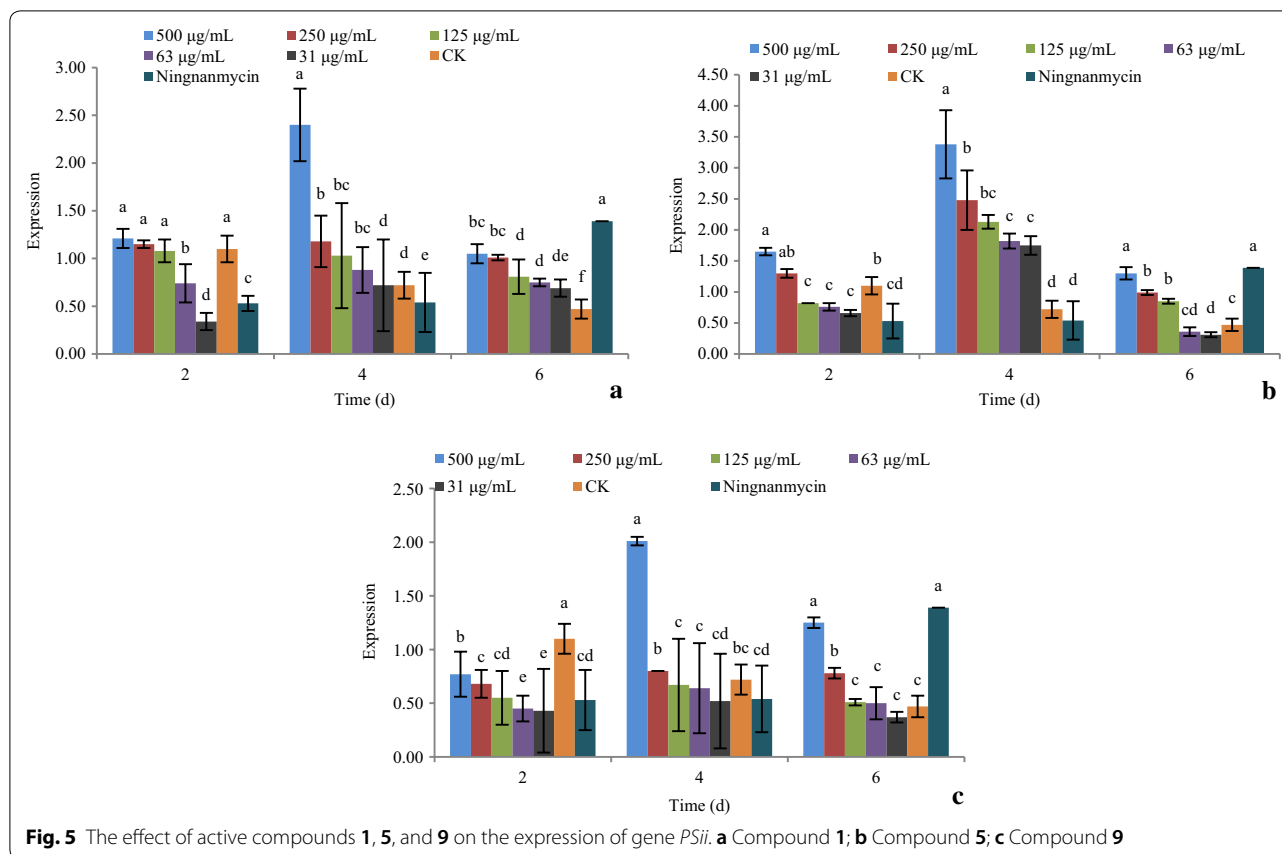 500 μg/mL 250 μg/mL 125 μg/mL
63 μg/mL 31 μg/mL CK
Ningnanmycin
3.00
2.50
2.00
1.50
1.00
0.50
0.00
Expression
a a a b d a c
a b bc bc d d e
bc bc d d de f a
2 4 6
Time (d)
a
500 μg/mL 250 μg/mL 125 μg/mL 63 μg/mL
31 μg/mL CK Ningnanmycin
4.50
4.00
3.50
3.00
2.50
2.00
1.50
1.00
0.50
0.00
Expression
a ab c c c b cd
a b bc c c d d
a b b cd d c a
2 4 6
Time (d)
b
500 μg/mL 250 μg/mL 125 μg/mL 63 μg/mL
31 μg/mL CK Ningnanmycin
2.50
2.00
1.50
1.00
0.50
0.00
Expression
b c cd e e a cd
a b c c cd bc cd
a b c c c c a
2 4 6
Time (d)
c
Fig. 5 The effect of active compounds 1, 5, and 9 on the expression of gene PSii. a Compound 1; b Compound 5; c Compound 9